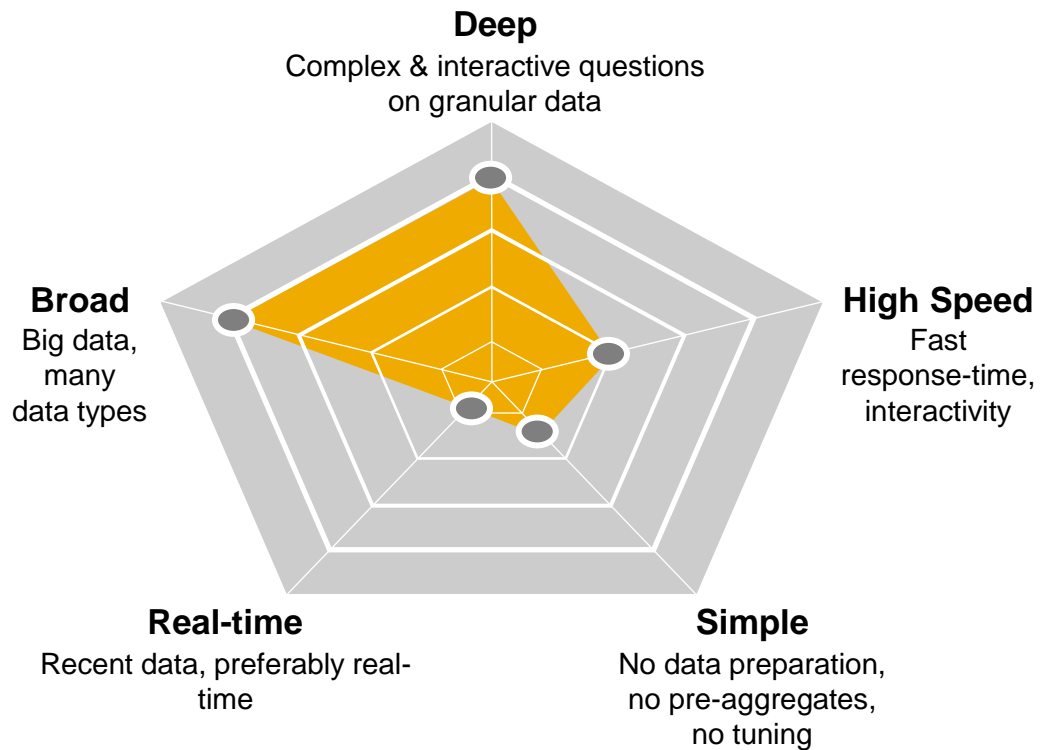 Deep
Complex & interactive questions
on granular data
Broad
Big data,
many
data types
High Speed
Fast
response-time,
interactivity
Real-time
Recent data, preferably real-
time
Simple
No data preparation,
no pre-aggregates,
no tuning